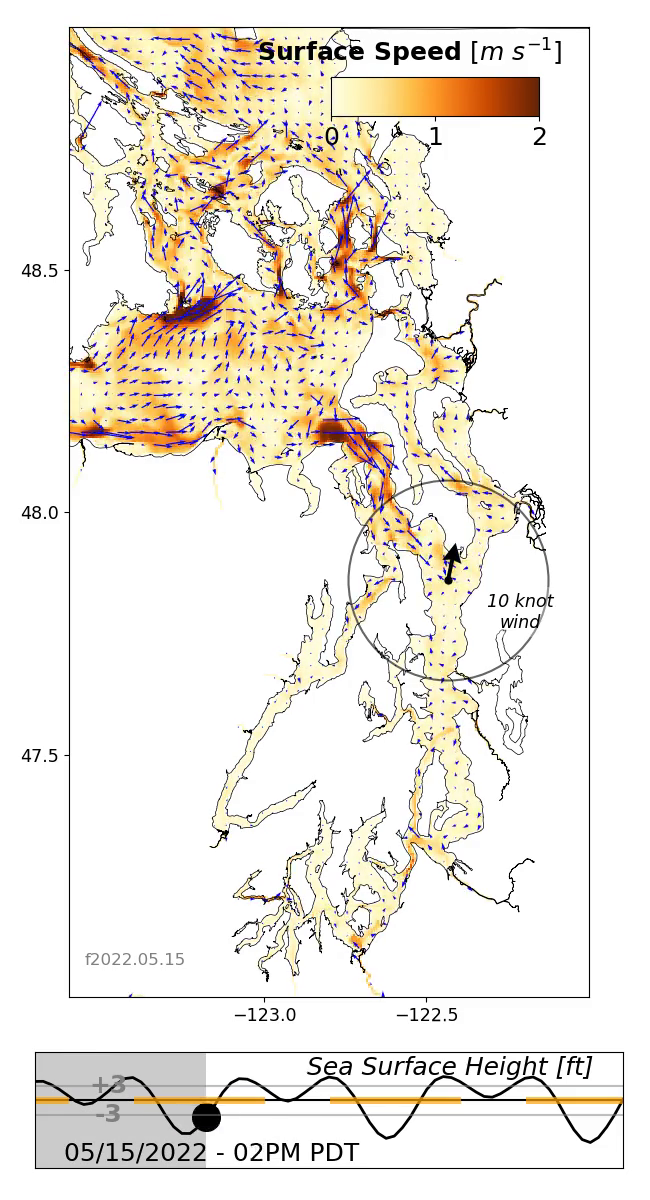 Surface Speed [m s⁻¹]
0 1 2
48.5
48.0
10 knot
wind
47.5
f2022.05.15
−123.0 −122.5
Sea Surface Height [ft]
+3
-3
05/15/2022 - 02PM PDT